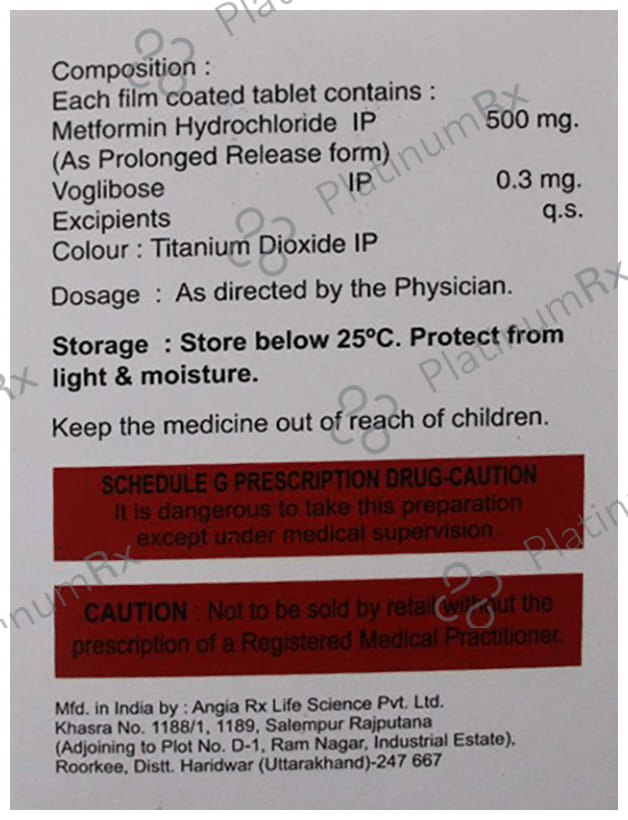 Composition :
Each film coated tablet contains :
Metformin Hydrochloride IP 500 mg.
(As Prolonged Release form)
Voglibose IP 0.3 mg.
Excipients q.s.
Colour : Titanium Dioxide IP
Dosage : As directed by the Physician.
Storage : Store below 25ºC. Protect from
light & moisture.
Keep the medicine out of reach of children.
SCHEDULE G PRESCRIPTION DRUG-CAUTION
It is dangerous to take this preparation
except under medical supervision.
CAUTION : Not to be sold by retail without the
prescription of a Registered Medical Practitioner.
Mfd. in India by : Angia Rx Life Science Pvt. Ltd.
Khasra No. 1188/1, 1189, Salempur Rajputana
(Adjoining to Plot No. D-1, Ram Nagar, Industrial Estate),
Roorkee, Distt. Haridwar (Uttarakhand)-247 667
PlatinumRx
PlatinumRx